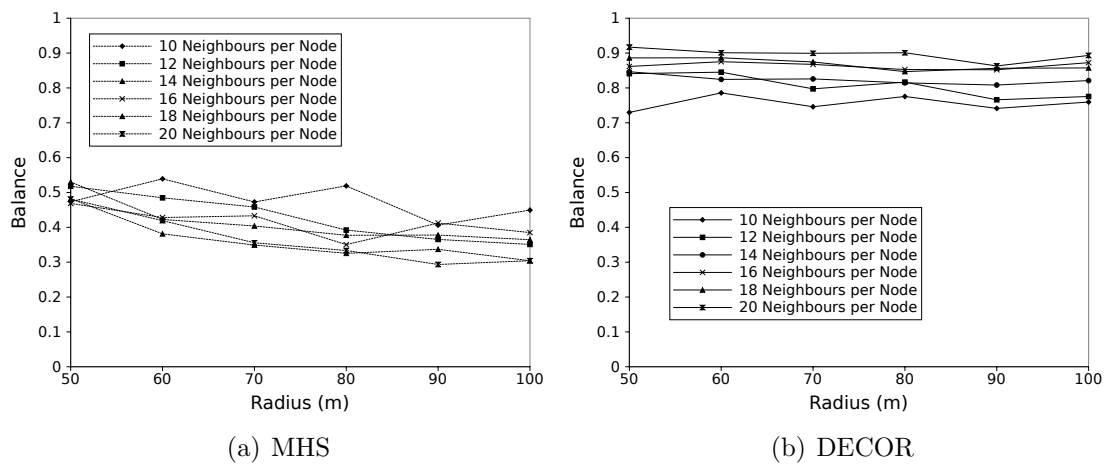 1
0.9
0.8
0.7
0.6
0.5
0.4
0.3
0.2
0.1
0
Balance
10 Neighbours per Node
12 Neighbours per Node
14 Neighbours per Node
16 Neighbours per Node
18 Neighbours per Node
20 Neighbours per Node
50 60 70 80 90 100
Radius (m)
(a) MHS
1
0.9
0.8
0.7
0.6
0.5
0.4
0.3
0.2
0.1
0
Balance
10 Neighbours per Node
12 Neighbours per Node
14 Neighbours per Node
16 Neighbours per Node
18 Neighbours per Node
20 Neighbours per Node
50 60 70 80 90 100
Radius (m)
(b) DECOR